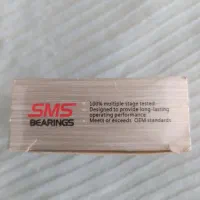 SMS
BEARINGS
100% multiple stage tested
Designed to provide long-lasting
operating performance
Meets or exceeds OEM standards